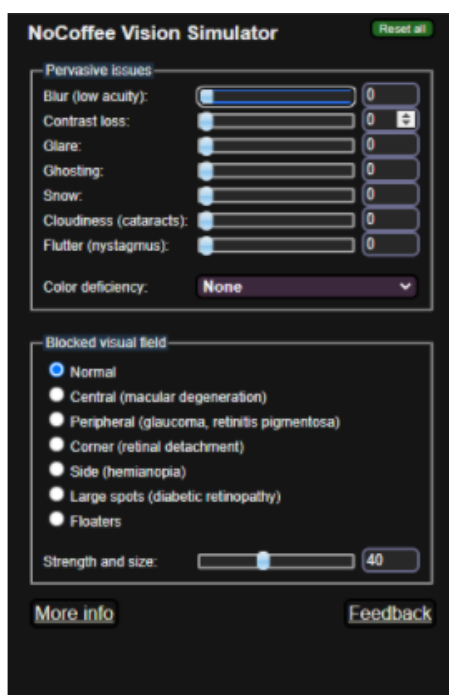 NoCoffee Vision Simulator
Reset all
Pervasive issues
Blur (low acuity): 0
Contrast loss: 0
Glare: 0
Ghosting: 0
Snow: 0
Cloudiness (cataracts): 0
Flutter (nystagmus): 0
Color deficiency: None
Blocked visual field
Normal
Central (macular degeneration)
Peripheral (glaucoma, retinitis pigmentosa)
Corner (retinal detachment)
Side (hemianopia)
Large spots (diabetic retinopathy)
Floaters
Strength and size: 40
More info
Feedback